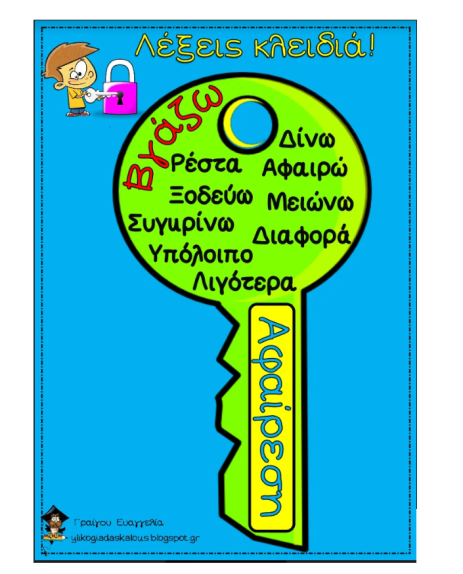 Λέξεις κλειδιά!
Βγάζω
Δίνω
Ρέστα Αφαιρώ
Ξοδεύω Μειώνω
Συγκρίνω Διαφορά
Υπόλοιπο
Λιγότερα
Αφαίρεση
Γραίγου Ευαγγελία
ylikogiadaskalous.blogspot.gr